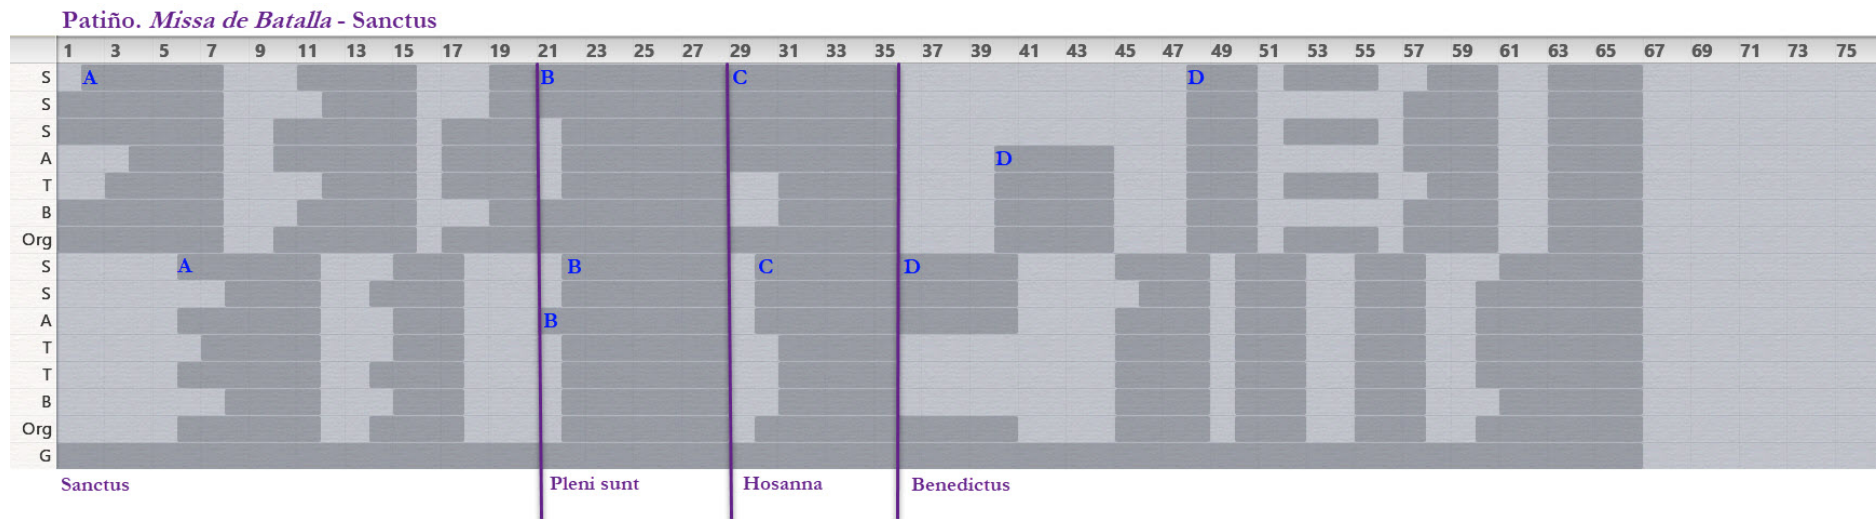 Patiño. Missa de Batalla - Sanctus
1 3 5 7 9 11 13 15 17 19 21 23 25 27 29 31 33 35 37 39 41 43 45 47 49 51 53 55 57 59 61 63 65 67 69 71 73 75
S A B C D
S
S
A D
T
B
Org
S A B C D
S
A B
T
T
B
Org
G
Sanctus Pleni sunt Hosanna Benedictus